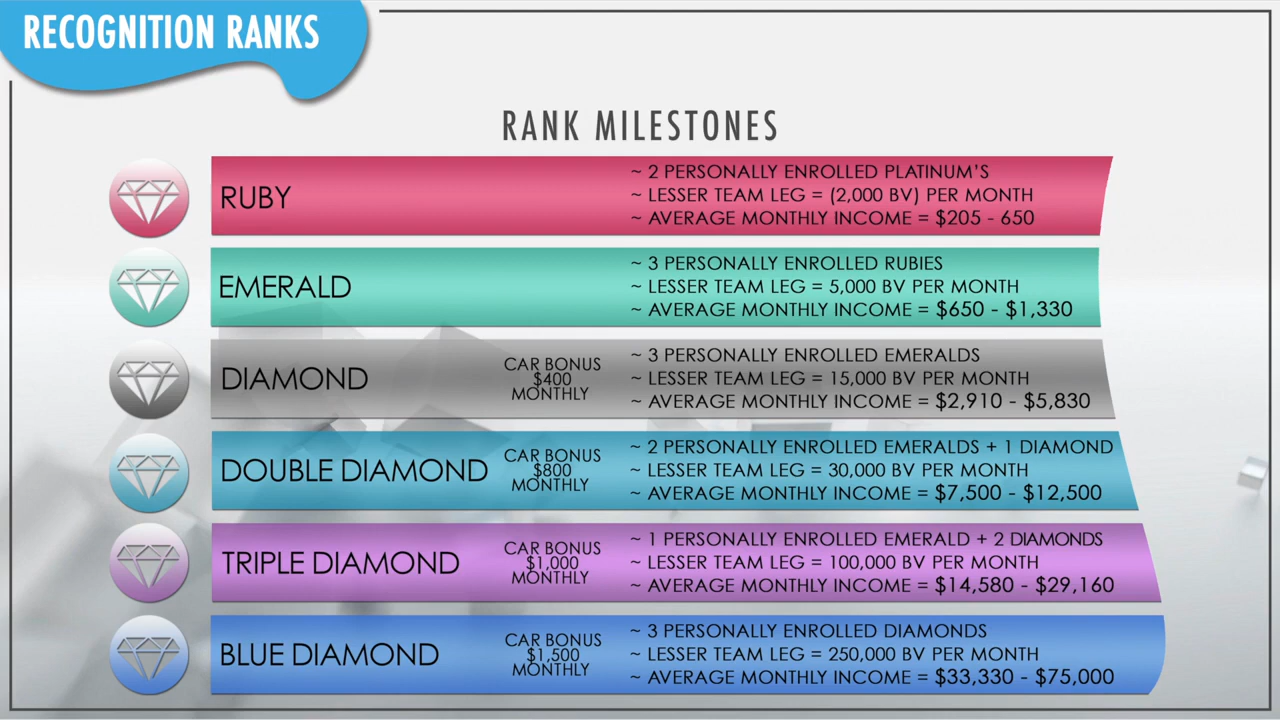 RECOGNITION RANKS
RANK MILESTONES
RUBY
~ 2 PERSONALLY ENROLLED PLATINUM'S
~ LESSER TEAM LEG = (2,000 BV) PER MONTH
~ AVERAGE MONTHLY INCOME = $205 - 650
EMERALD
~ 3 PERSONALLY ENROLLED RUBIES
~ LESSER TEAM LEG = 5,000 BV PER MONTH
~ AVERAGE MONTHLY INCOME = $650 - $1,330
DIAMOND
CAR BONUS
$400
MONTHLY
~ 3 PERSONALLY ENROLLED EMERALDS
~ LESSER TEAM LEG = 15,000 BV PER MONTH
~ AVERAGE MONTHLY INCOME = $2,910 - $5,830
DOUBLE DIAMOND
CAR BONUS
$800
MONTHLY
~ 2 PERSONALLY ENROLLED EMERALDS + 1 DIAMOND
~ LESSER TEAM LEG = 30,000 BV PER MONTH
~ AVERAGE MONTHLY INCOME = $7,500 - $12,500
TRIPLE DIAMOND
CAR BONUS
$1,000
MONTHLY
~ 1 PERSONALLY ENROLLED EMERALD + 2 DIAMONDS
~ LESSER TEAM LEG = 100,000 BV PER MONTH
~ AVERAGE MONTHLY INCOME = $14,580 - $29,160
BLUE DIAMOND
CAR BONUS
$1,500
MONTHLY
~ 3 PERSONALLY ENROLLED DIAMONDS
~ LESSER TEAM LEG = 250,000 BV PER MONTH
~ AVERAGE MONTHLY INCOME = $33,330 - $75,000